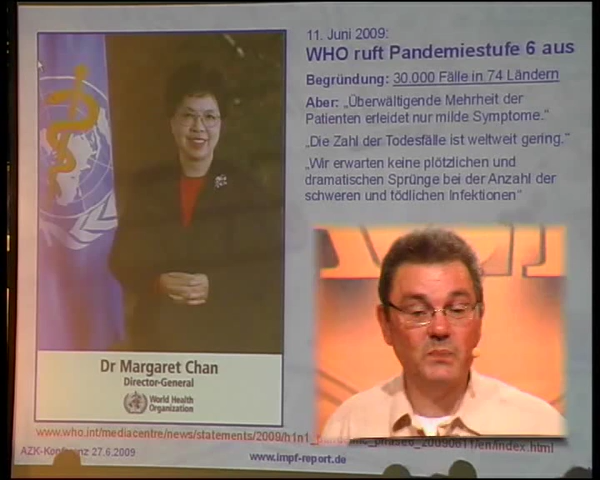 11. Juni 2009:
WHO ruft Pandemiestufe 6 aus
Begründung: 30.000 Fälle in 74 Ländern
Aber: „Überwältigende Mehrheit der
Patienten erleidet nur milde Symptome.“
„Die Zahl der Todesfälle ist weltweit gering.“
„Wir erwarten keine plötzlichen und
dramatischen Sprünge bei der Anzahl der
schweren und tödlichen Infektionen“
Dr Margaret Chan
Director-General
World Health
Organization
www.who.int/mediacentre/news/statements/2009/h1n1_pandemic_phase6_20090611/en/index.html
AZK-Konferenz 27.6.2009
www.impf-report.de